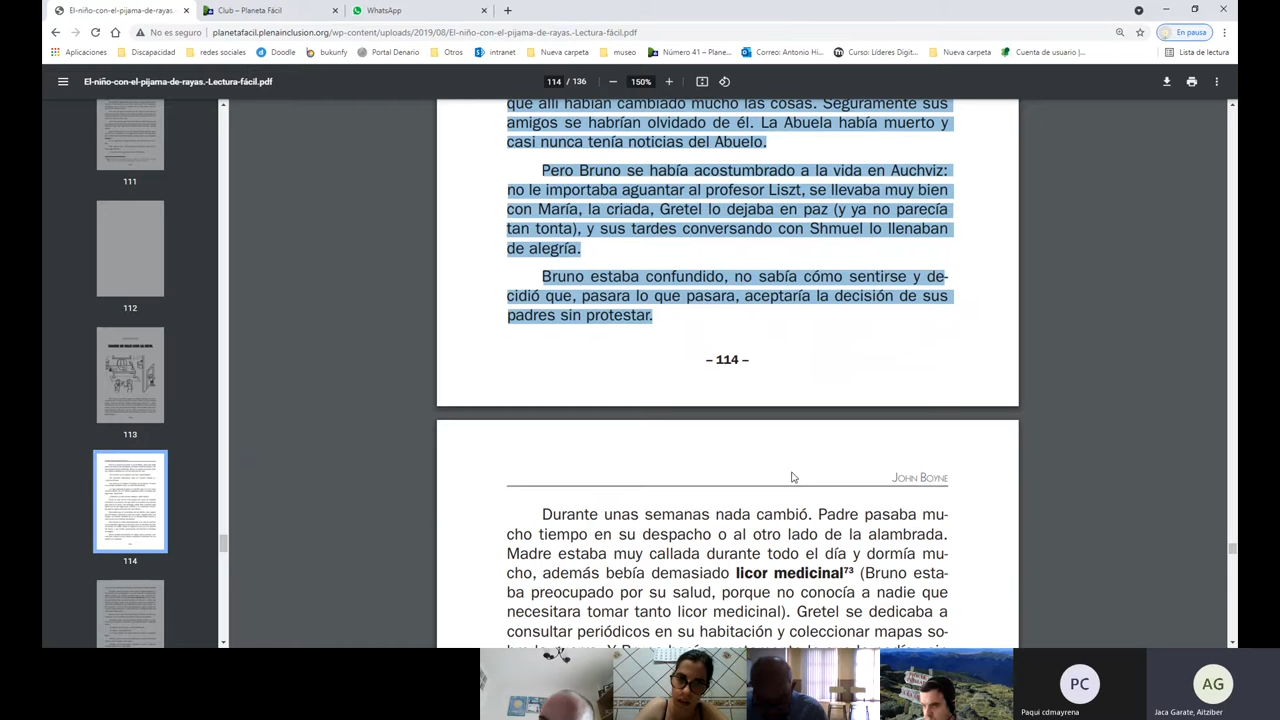 El-niño-con-el-pijama-de-rayas.-L
Club – Planeta Fácil
WhatsApp
No es seguro
planetafacil.plenainclusion.org/wp-content/uploads/2019/08/El-niño-con-el-pijama-de-rayas.-Lectura-fácil.pdf
En pausa
Aplicaciones
Discapacidad
redes sociales
Doodle
bukunfy
Portal Denario
Otros
intranet
Nueva carpeta
museo
Número 41 – Plane...
Correo: Antonio Hi...
Curso: Líderes Digit...
Nueva carpeta
Cuenta de usuario|...
Lista de lectura
El-niño-con-el-pijama-de-rayas.-Lectura-fácil.pdf
114 / 136
150%
111
112
113
114
que allí habían cambiado mucho las cosas. Seguramente sus
amigos se habrían olvidado de él. La Abuela había muerto y
casi nunca tenía noticias del Abuelo.
Pero Bruno se había acostumbrado a la vida en Auchviz:
no le importaba aguantar al profesor Liszt, se llevaba muy bien
con María, la criada, Gretel lo dejaba en paz (y ya no parecía
tan tonta), y sus tardes conversando con Shmuel lo llenaban
de alegría.
Bruno estaba confundido, no sabía cómo sentirse y de-
cidió que, pasara lo que pasara, aceptaría la decisión de sus
padres sin protestar.
– 114 –
JOHN BOYNE
Durante unas semanas nada cambió. Padre pasaba mu-
cho tiempo en su despacho o al otro lado de la alambrada.
Madre estaba muy callada durante todo el día y dormía mu-
cho, además bebía demasiado licor medicinal⁷³ (Bruno esta-
ba preocupado por su salud, porque no conocía a nadie que
necesitara tomar tanto licor medicinal). Gretel se dedicaba a
consultar periódicos en su habitación y coleccionar mapas so-
PC
Paqui cdmayrena
AG
Jaca Garate, Aitziber